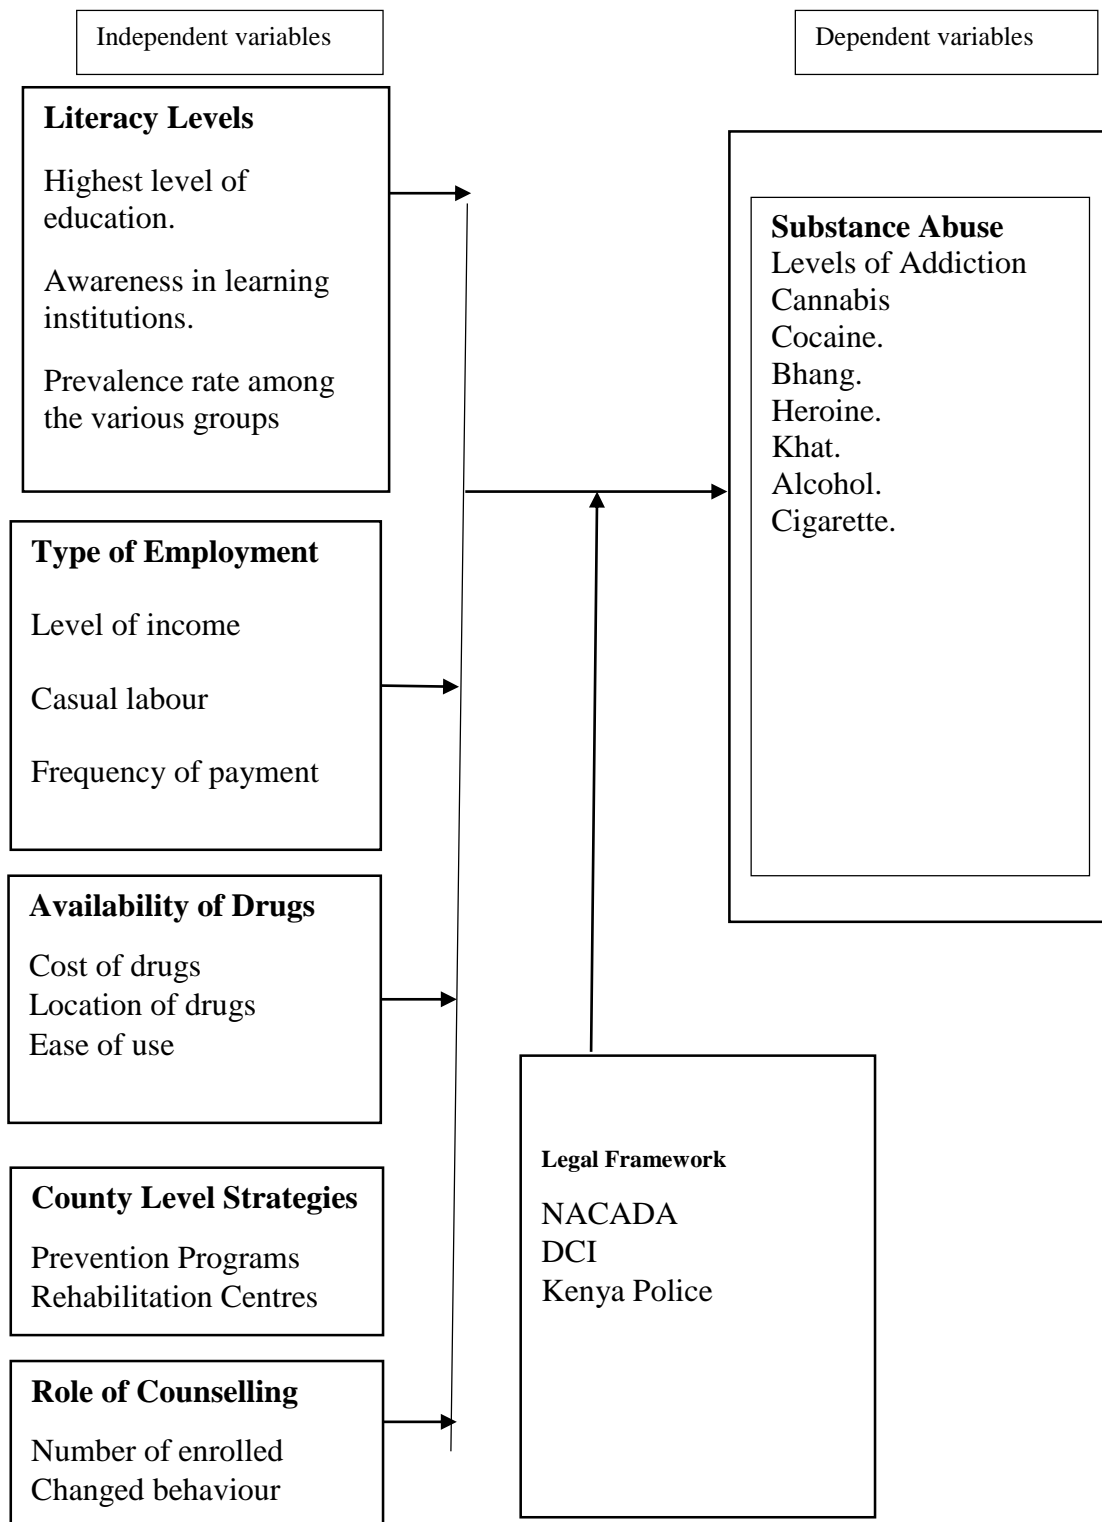 Independent variables
Dependent variables
Literacy Levels
Highest level of
education.
Awareness in learning
institutions.
Prevalence rate among
the various groups
Substance Abuse
Levels of Addiction
Cannabis
Cocaine.
Bhang.
Heroine.
Khat.
Alcohol.
Cigarette.
Type of Employment
Level of income
Casual labour
Frequency of payment
Availability of Drugs
Cost of drugs
Location of drugs
Ease of use
Legal Framework
NACADA
DCI
Kenya Police
County Level Strategies
Prevention Programs
Rehabilitation Centres
Role of Counselling
Number of enrolled
Changed behaviour